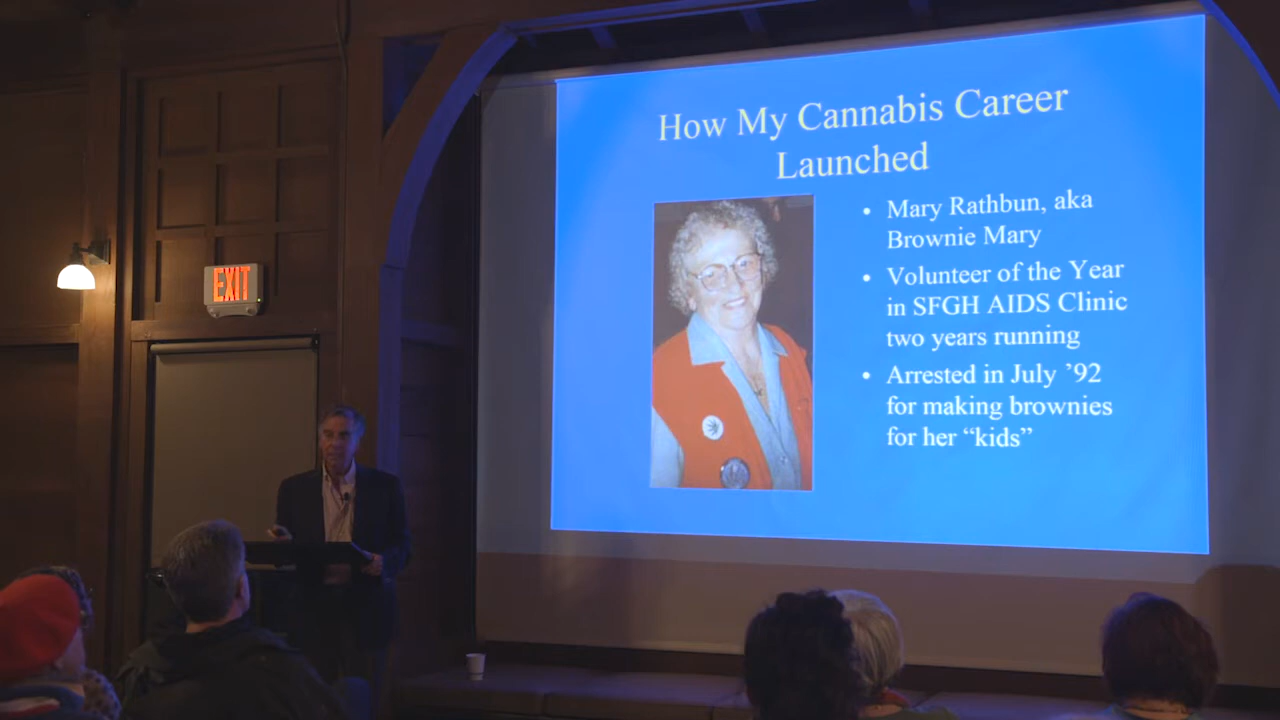 How My Cannabis Career
Launched
• Mary Rathbun, aka
Brownie Mary
• Volunteer of the Year
in SFGH AIDS Clinic
two years running
• Arrested in July ’92
for making brownies
for her “kids”
EXIT